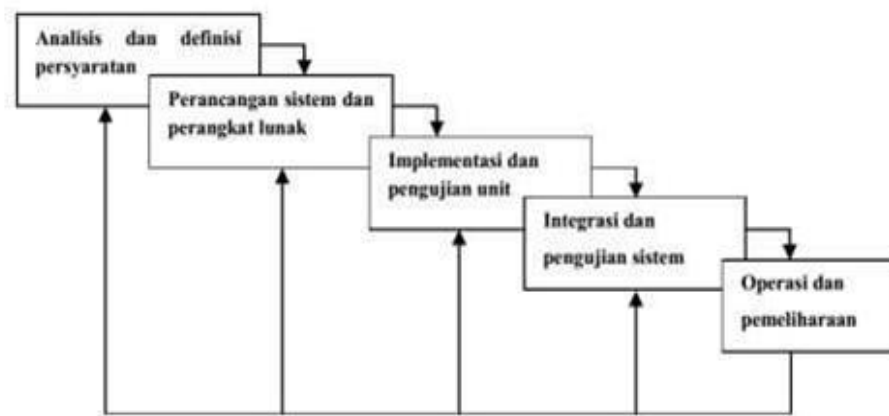 Analisis dan definisi
persyaratan
Perancangan sistem dan
perangkat lunak
Implementasi dan
pengujian unit
Integrasi dan
pengujian sistem
Operasi dan
pemeliharaan